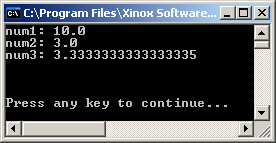 C:\Program Files\Xinox Software...
num1: 10.0
num2: 3.0
num3: 3.3333333333333335
Press any key to continue...